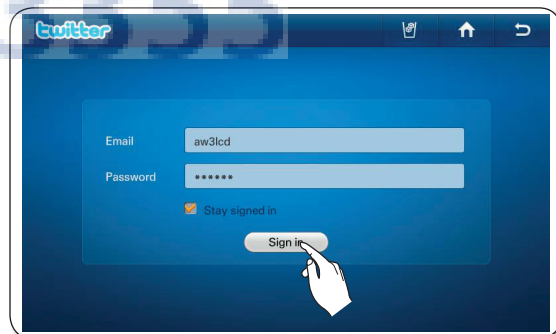 twitter
Email
aw3lcd
Password
******
Stay signed in
Sign in